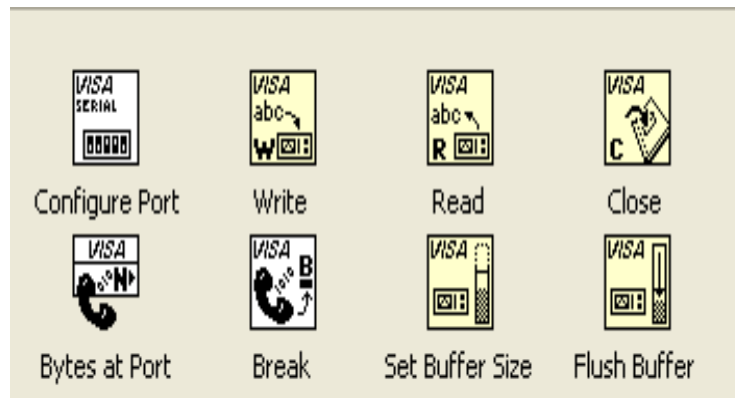 VISA
SERIAL
Configure Port
VISA
abc
W
Write
VISA
abc
R
Read
VISA
C
Close
VISA
N
Bytes at Port
VISA
B
Break
VISA
Set Buffer Size
VISA
Flush Buffer